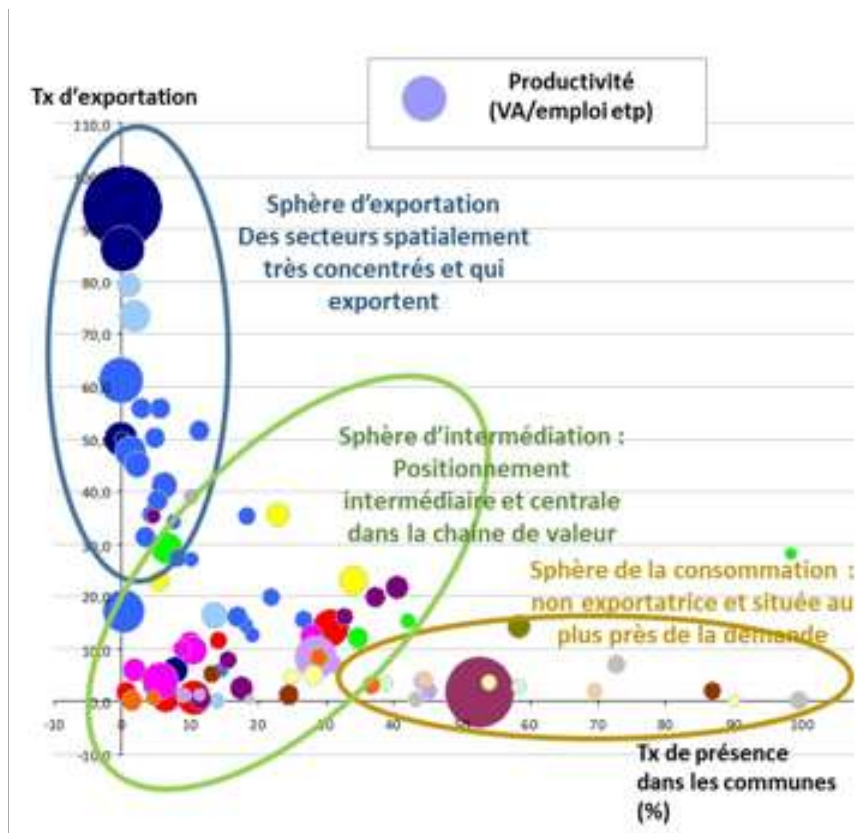 Productivité
(VA/emploi etp)
Tx d'exportation
110,0
Sphère d'exportation
Des secteurs spatialement
très concentrés et qui
exportent
80,0
70,0
60,0
50,0
Sphère d'intermédiation :
Positionnement
intermédiaire et centrale
dans la chaine de valeur
40,0
30,0
Sphère de la consommation :
non exportatrice et située au
plus près de la demande
20,0
10,0
0,0
-10 0 10 20 30 40 50 60 70 80 90 100
-10,0
Tx de présence
dans les communes
(%)